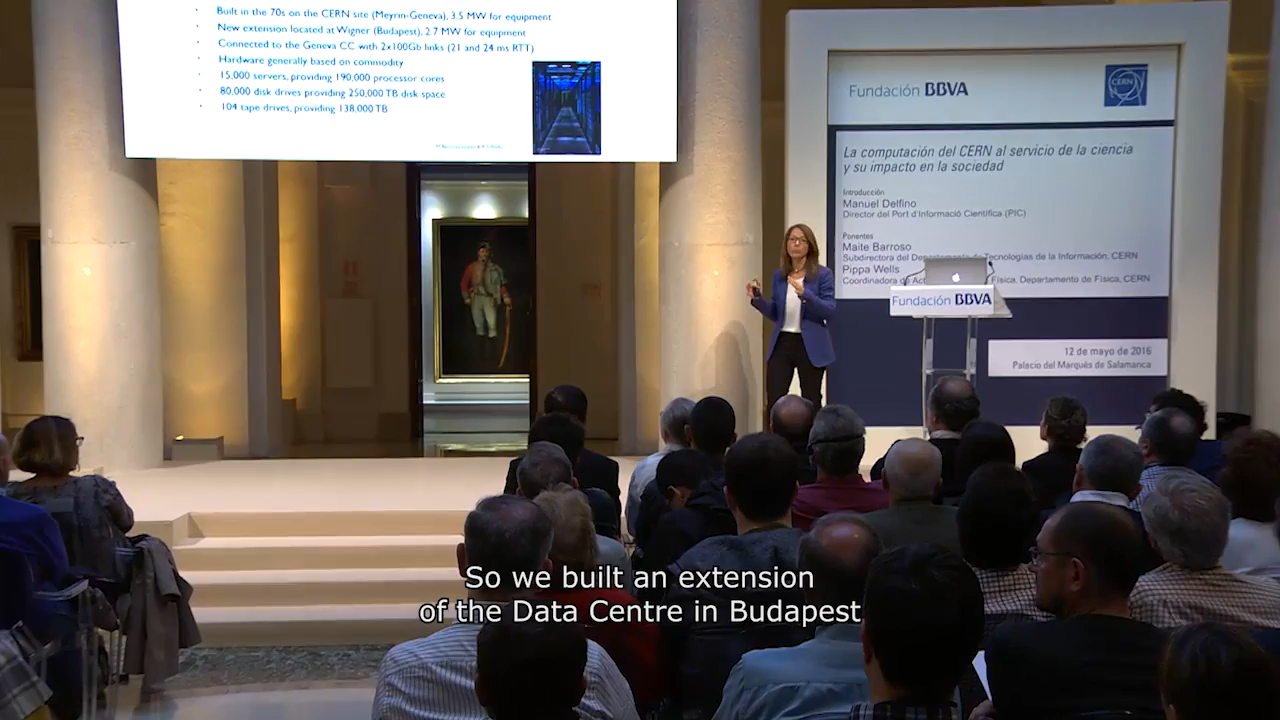 Built in the 70s on the CERN site (Meyrin-Geneva), 3.5 MW for equipment
New extension located at Wigner (Budapest), 2.7 MW for equipment
Connected to the Geneva CC with 2x100Gb links (21 and 24 ms RTT)
Hardware generally based on commodity
15,000 servers, providing 190,000 processor cores
80,000 disk drives providing 250,000 TB disk space
104 tape drives, providing 138,000 TB
Fundación BBVA
CERN
La computación del CERN al servicio de la ciencia
y su impacto en la sociedad
Introducción
Manuel Delfino
Director del Port d'Informació Científica (PIC)
Ponentes
Maite Barroso
Subdirectora del Departamento de Tecnologías de la Información, CERN
Pippa Wells
Coordinadora de Física, Departamento de Física, CERN
Fundación BBVA
12 de mayo de 2016
Palacio del Marqués de Salamanca
So we built an extension
of the Data Centre in Budapest